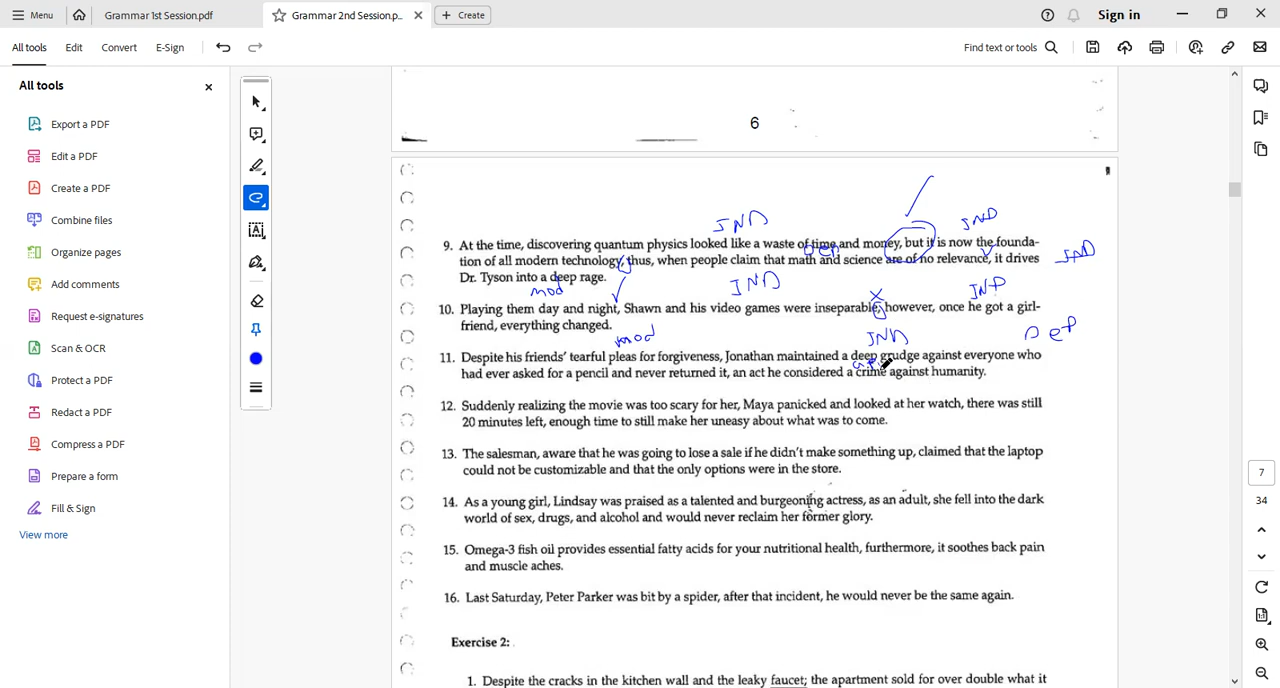 Menu
Grammar 1st Session.pdf
Grammar 2nd Session.p...
Create
Sign in
All tools
Edit
Convert
E-Sign
Find text or tools
All tools
Export a PDF
Edit a PDF
Create a PDF
Combine files
Organize pages
Add comments
Request e-signatures
Scan & OCR
Protect a PDF
Redact a PDF
Compress a PDF
Prepare a form
Fill & Sign
View more
6
IND
IND
9. At the time, discovering quantum physics looked like a waste of time and money, but it is now the founda-
Den
IND
tion of all modern technology, thus, when people claim that math and science are of no relevance, it drives
Dr. Tyson into a deep rage.
mod
IND
IND
10. Playing them day and night, Shawn and his video games were inseparable, however, once he got a girl-
friend, everything changed.
mod
IND
Dep
11. Despite his friends' tearful pleas for forgiveness, Jonathan maintained a deep grudge against everyone who
had ever asked for a pencil and never returned it, an act he considered a crime against humanity.
12. Suddenly realizing the movie was too scary for her, Maya panicked and looked at her watch, there was still
20 minutes left, enough time to still make her uneasy about what was to come.
13. The salesman, aware that he was going to lose a sale if he didn't make something up, claimed that the laptop
could not be customizable and that the only options were in the store.
14. As a young girl, Lindsay was praised as a talented and burgeoning actress, as an adult, she fell into the dark
world of sex, drugs, and alcohol and would never reclaim her former glory.
15. Omega-3 fish oil provides essential fatty acids for your nutritional health, furthermore, it soothes back pain
and muscle aches.
16. Last Saturday, Peter Parker was bit by a spider, after that incident, he would never be the same again.
Exercise 2:
1. Despite the cracks in the kitchen wall and the leaky faucet; the apartment sold for over double what it
7
34